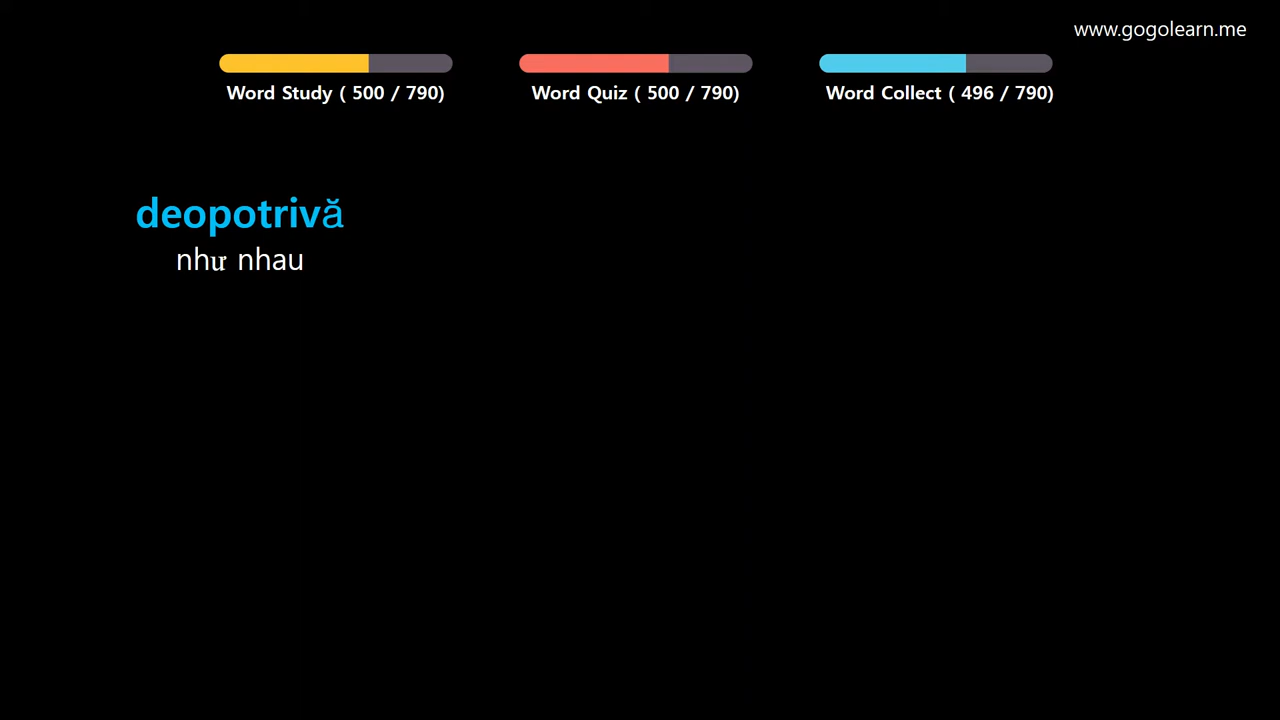 www.gogolearn.me
Word Study ( 500 / 790)
Word Quiz ( 500 / 790)
Word Collect ( 496 / 790)
deopotrivă
như nhau